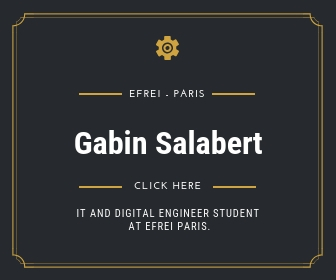 EFREI - PARIS
Gabin Salabert
CLICK HERE
IT AND DIGITAL ENGINEER STUDENT
AT EFREI PARIS.